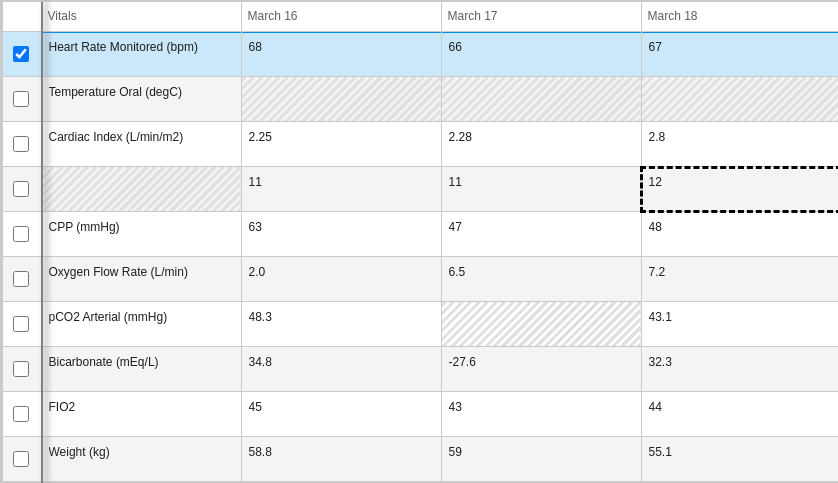 Vitals March 16 March 17 March 18
Heart Rate Monitored (bpm) 68 66 67
Temperature Oral (degC)
Cardiac Index (L/min/m2) 2.25 2.28 2.8
11 11 12
CPP (mmHg) 63 47 48
Oxygen Flow Rate (L/min) 2.0 6.5 7.2
pCO2 Arterial (mmHg) 48.3 43.1
Bicarbonate (mEq/L) 34.8 -27.6 32.3
FIO2 45 43 44
Weight (kg) 58.8 59 55.1